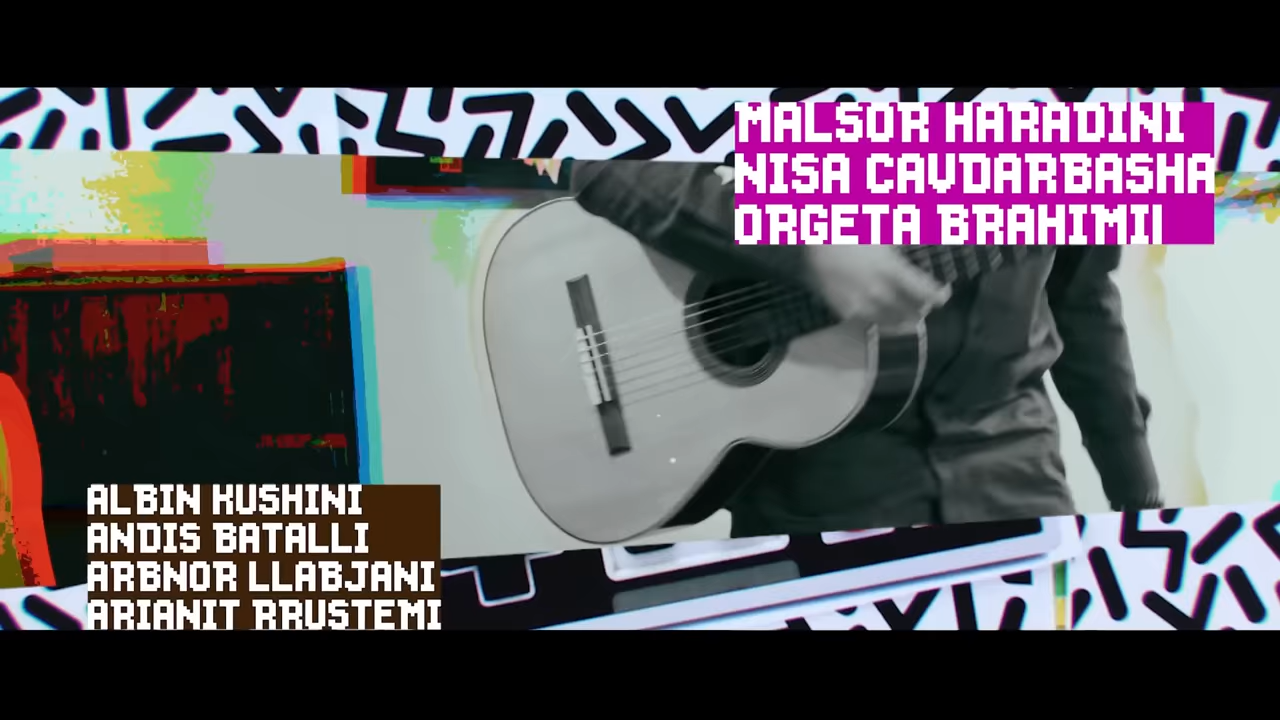 MALSOR HARADINI
NISA CAVDARBASHA
ORGETA BRAHIMI
ALBIN KUSHINI
ANDIS BATALLI
ARBNOR LLABJANI
ARIANIT RRUSTEMI